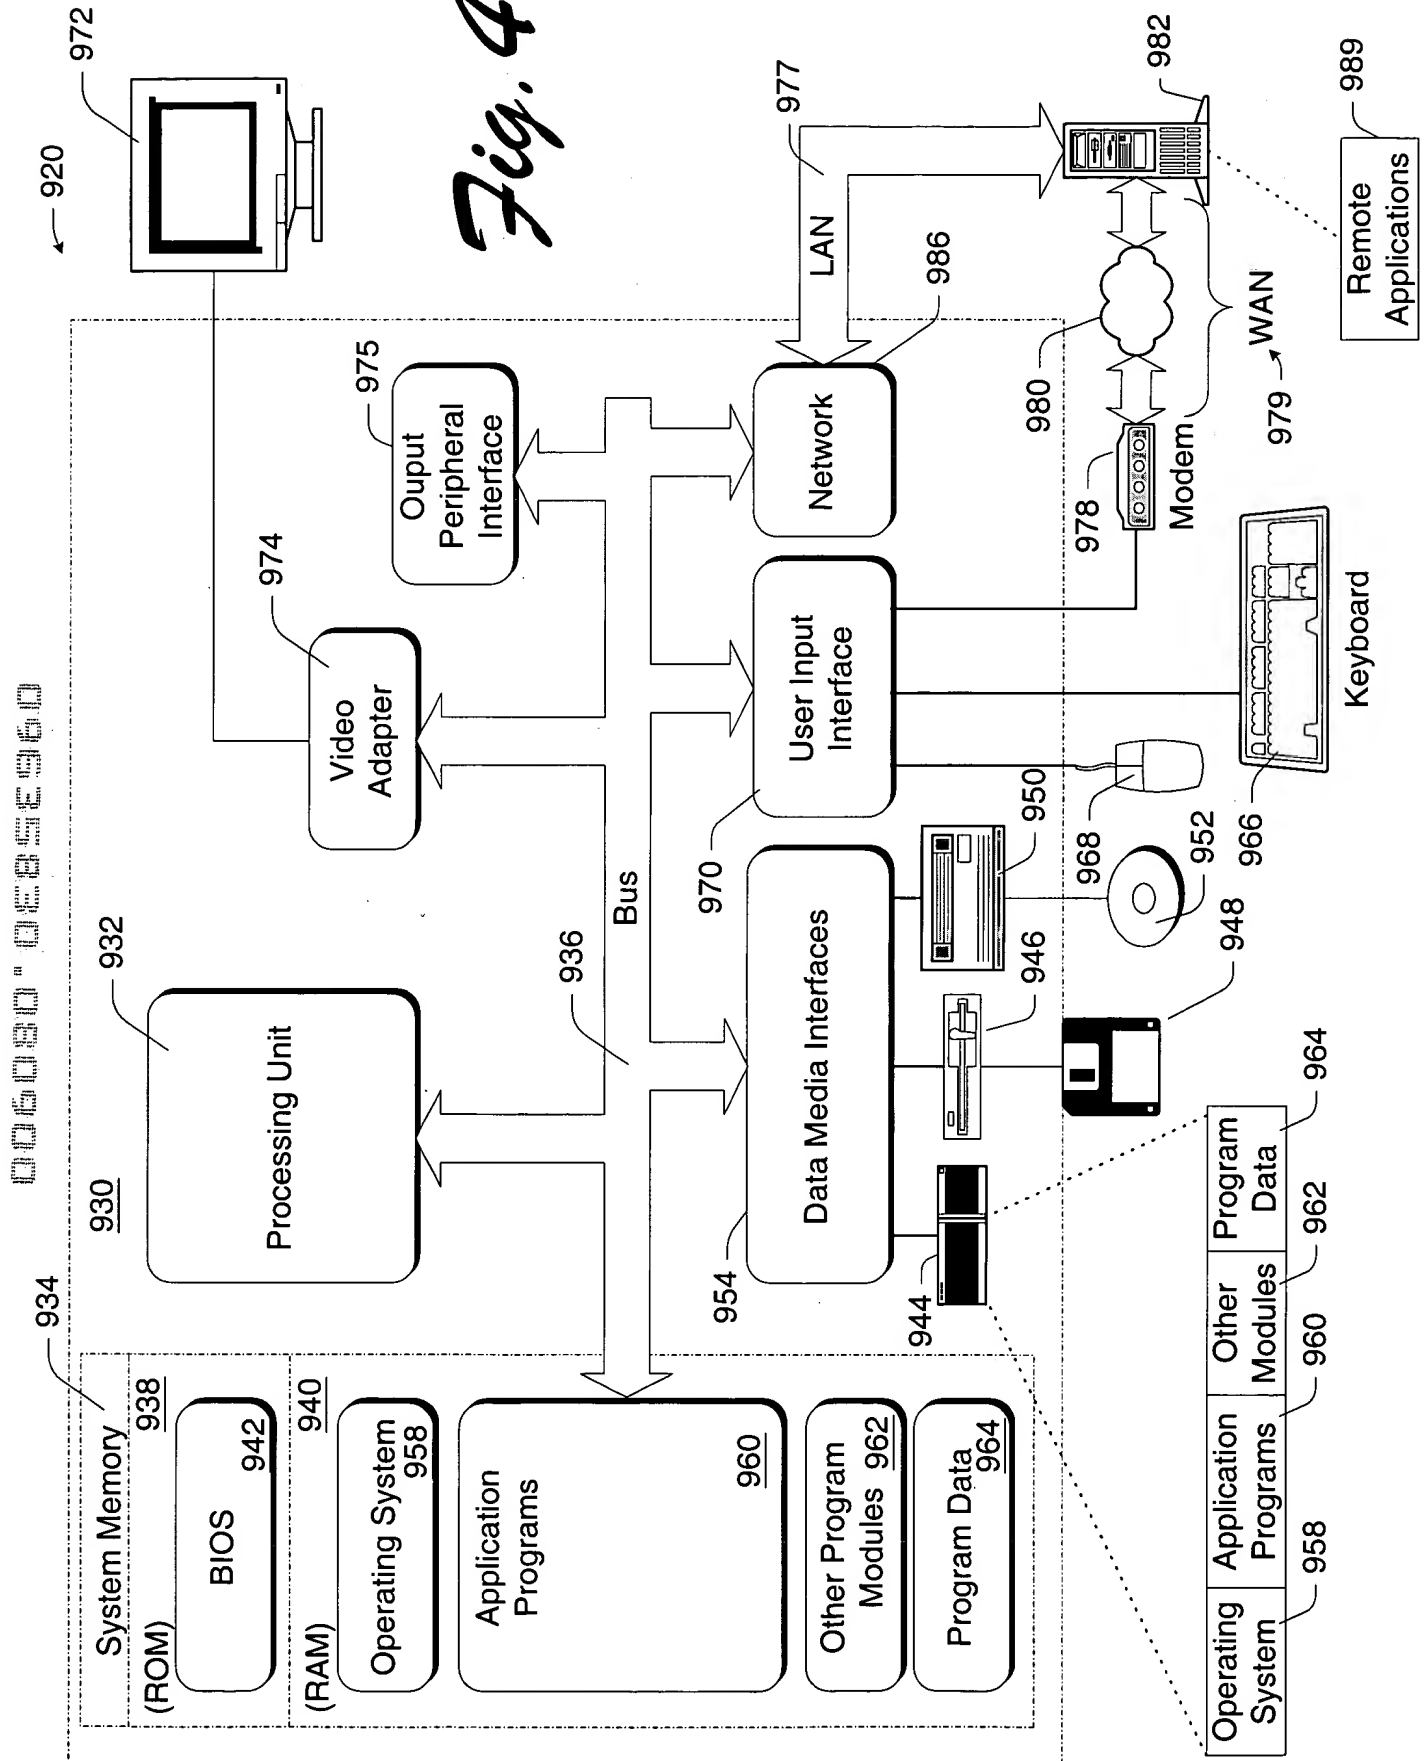 09635838.080900
920
972
934
930
932
974
975
System Memory
(ROM) 938
BIOS
942
(RAM) 940
Operating System
958
Application
Programs
960
Other Program
Modules 962
Program Data
964
Processing Unit
Video
Adapter
Ouput
Peripheral
Interface
Fig. 4
936
Bus
954
Data Media Interfaces
970
User Input
Interface
Network
986
LAN
977
944
946
950
948
952
968
966
Keyboard
978
Modem
980
WAN
979
982
Remote
Applications
989
Operating
System
Application
Programs
Other
Modules
Program
Data
958
960
962
964